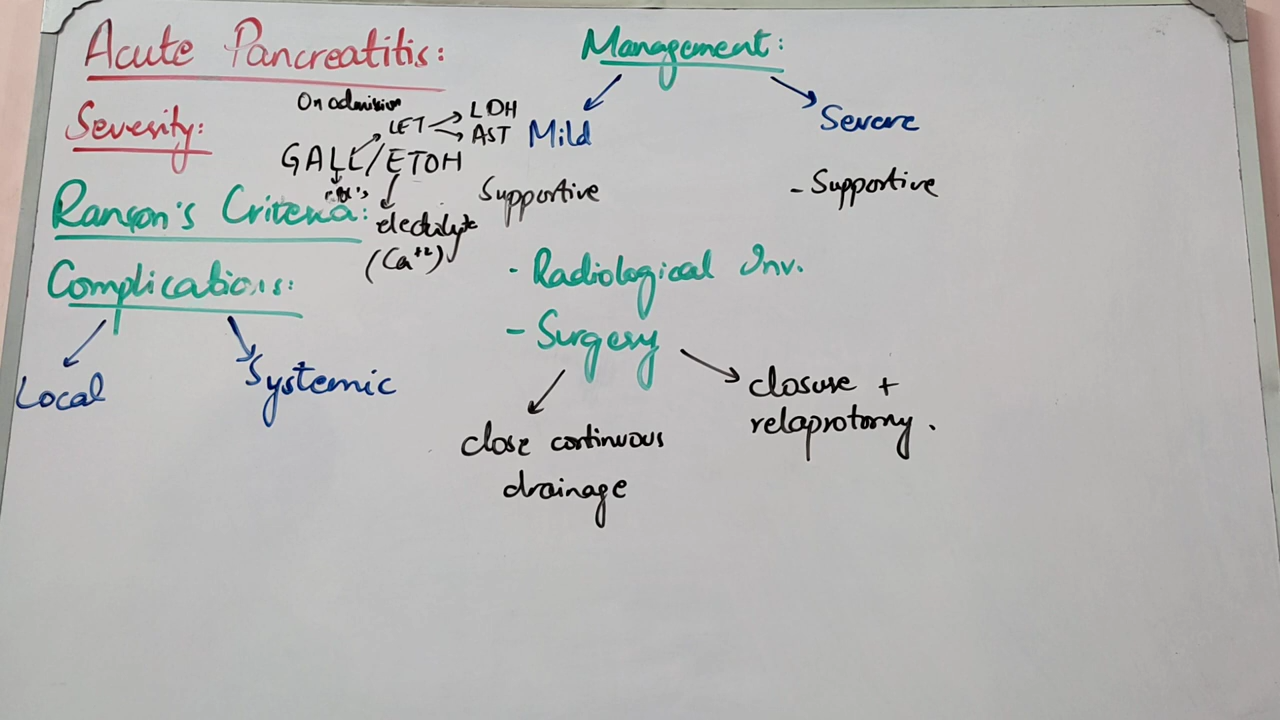 Acute Pancreatitis:
Severity:
On admission
LFT
LDH
AST
GALL/ETOH
electrolyte
(Ca⁺²)
Ranson's Criteria:
Complications:
Local
Systemic
Management:
Mild
Supportive
Severe
- Supportive
- Radiological Inv.
- Surgery
close continuous
drainage
closure +
relaprotomy.